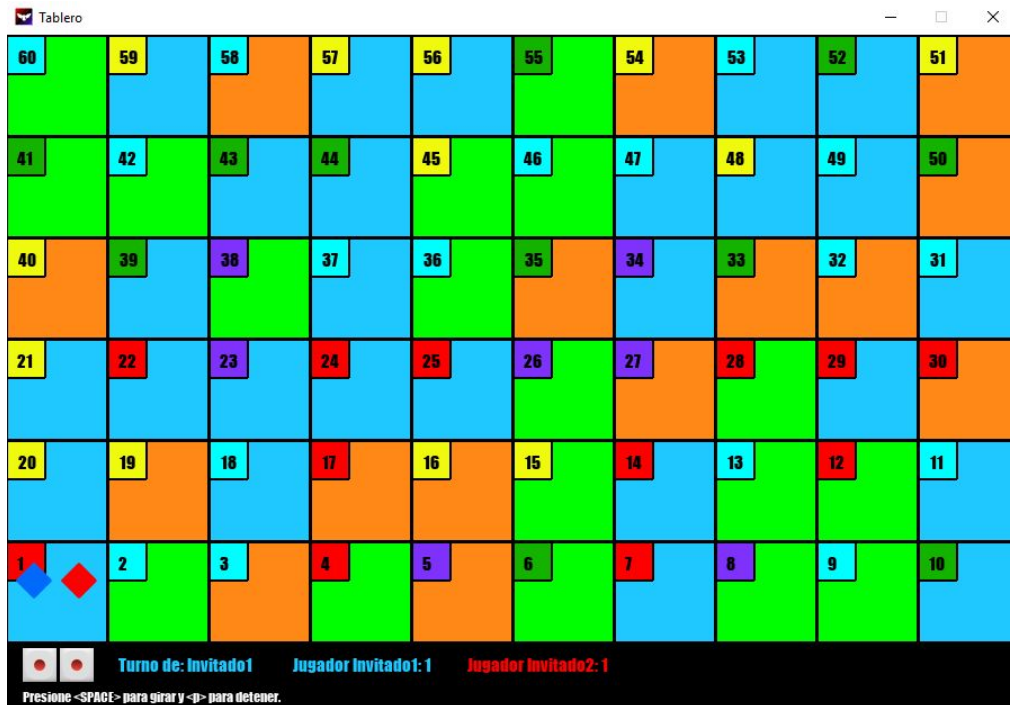 Tablero
60 59 58 57 56 55 54 53 52 51
41 42 43 44 45 46 47 48 49 50
40 39 38 37 36 35 34 33 32 31
21 22 23 24 25 26 27 28 29 30
20 19 18 17 16 15 14 13 12 11
1 2 3 4 5 6 7 8 9 10
Turno de: Invitado1 Jugador Invitado1: 1 Jugador Invitado2: 1
Presione <SPACE> para girar y <p> para detener.